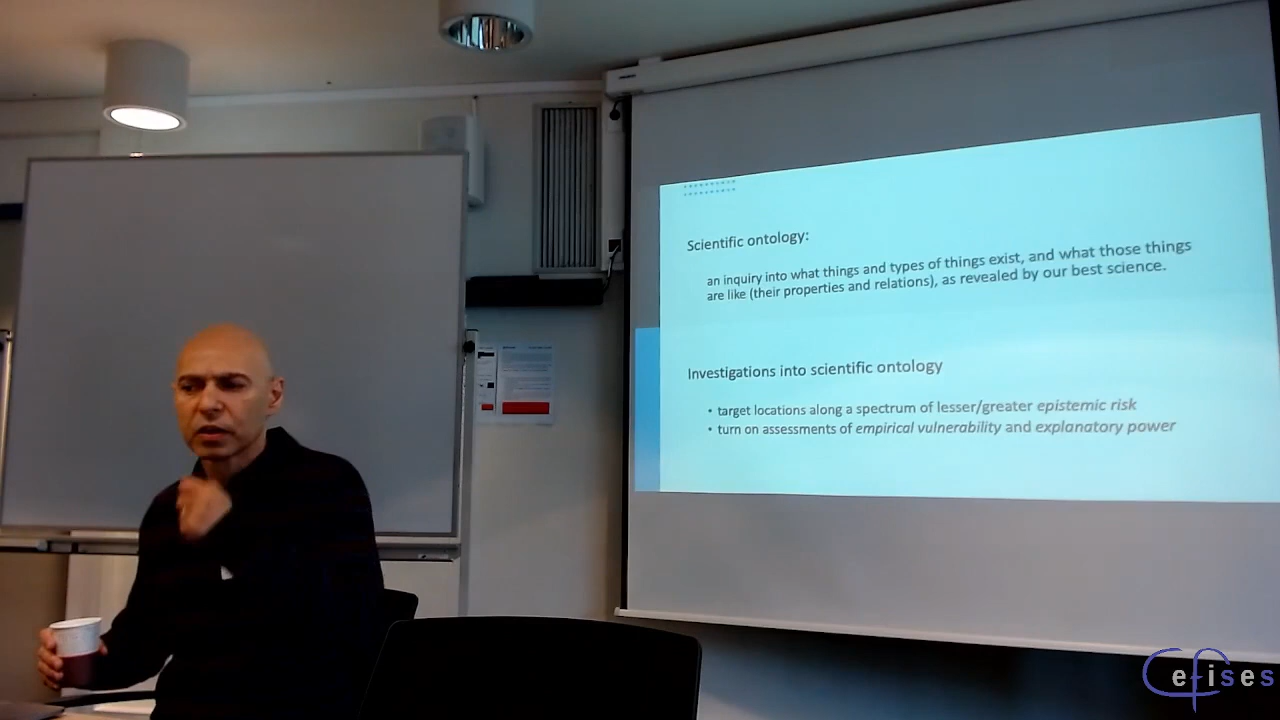 Scientific ontology:
an inquiry into what things and types of things exist, and what those things
are like (their properties and relations), as revealed by our best science.
Investigations into scientific ontology
• target locations along a spectrum of lesser/greater epistemic risk
• turn on assessments of empirical vulnerability and explanatory power
Cefises